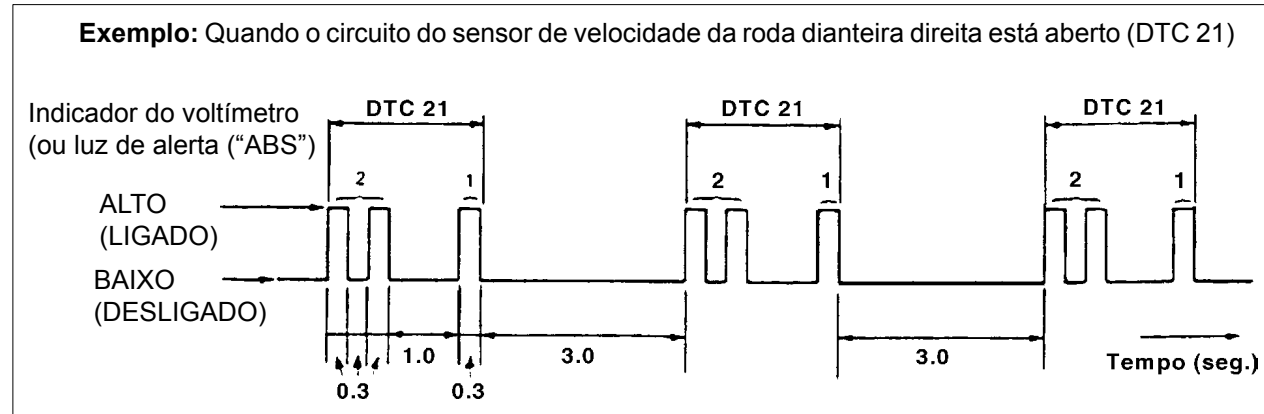 Exemplo: Quando o circuito do sensor de velocidade da roda dianteira direita está aberto (DTC 21)
Indicador do voltímetro
(ou luz de alerta (“ABS”)
DTC 21
DTC 21
DTC 21
2
1
2
1
2
1
ALTO
(LIGADO)
BAIXO
(DESLIGADO)
1.0
3.0
3.0
Tempo (seg.)
0.3
0.3